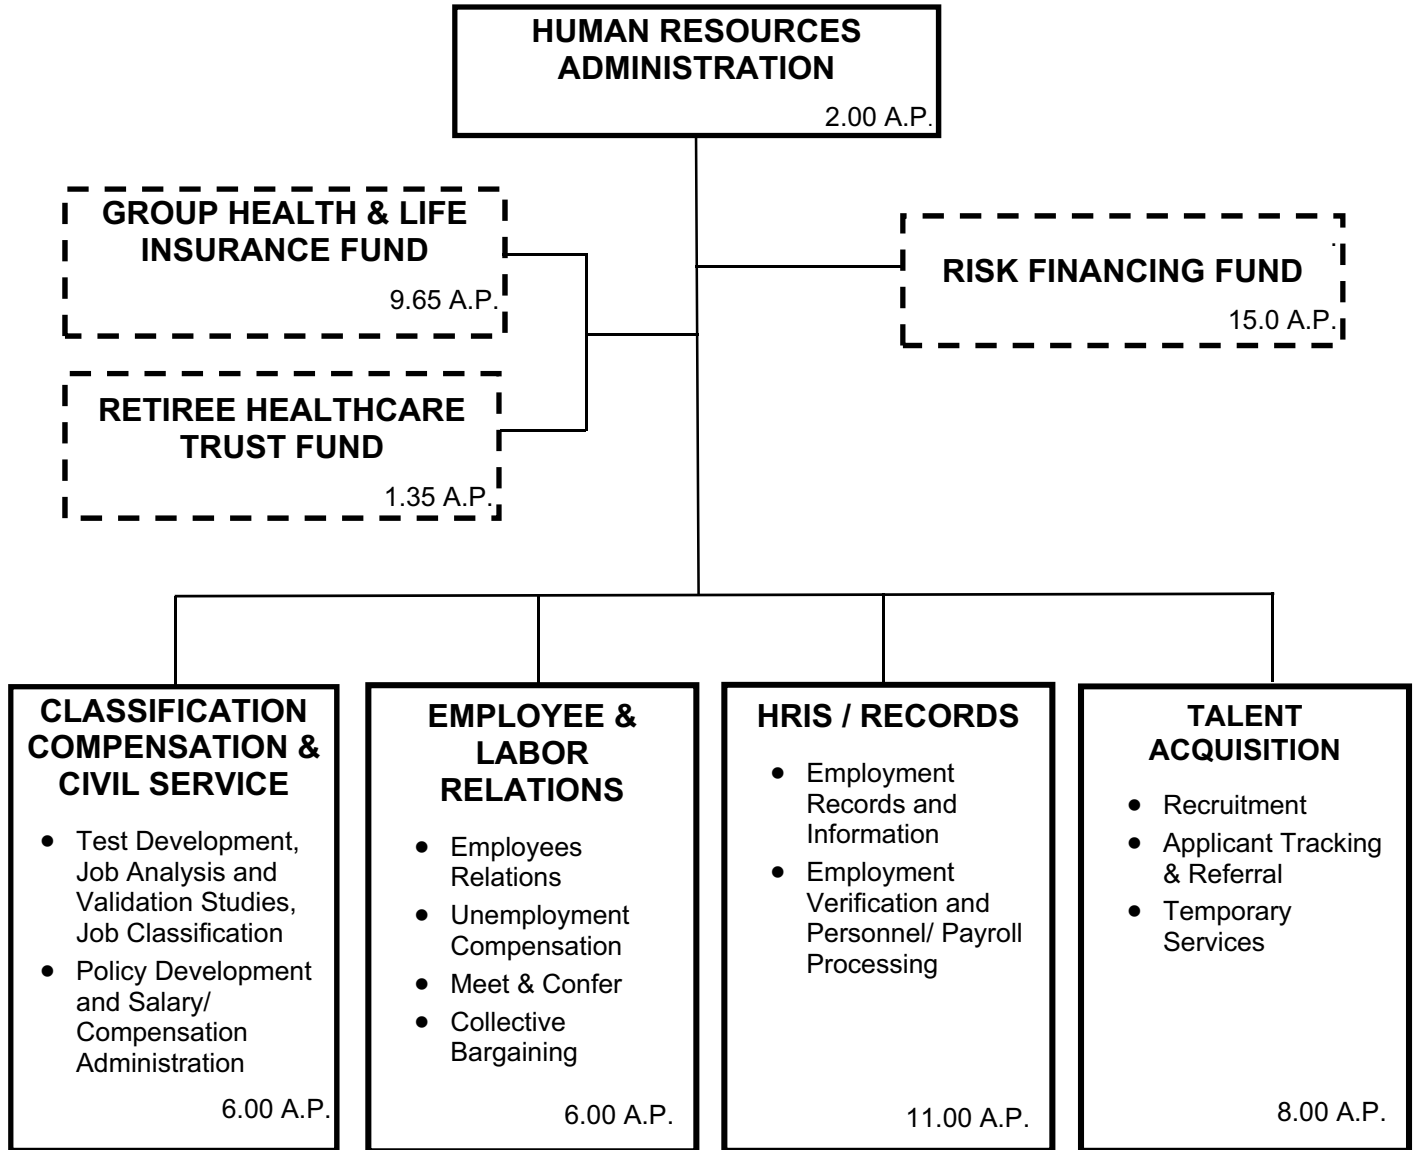 HUMAN RESOURCES
ADMINISTRATION
2.00 A.P.
GROUP HEALTH & LIFE
INSURANCE FUND
9.65 A.P.
.
RISK FINANCING FUND
15.0 A.P.
RETIREE HEALTHCARE
TRUST FUND
1.35 A.P.
CLASSIFICATION
COMPENSATION &
CIVIL SERVICE
● Test Development,
Job Analysis and
Validation Studies,
Job Classification
● Policy Development
and Salary/
Compensation
Administration
6.00 A.P.
EMPLOYEE &
LABOR
RELATIONS
● Employees
Relations
● Unemployment
Compensation
● Meet & Confer
● Collective
Bargaining
6.00 A.P.
HRIS / RECORDS
● Employment
Records and
Information
● Employment
Verification and
Personnel/ Payroll
Processing
11.00 A.P.
TALENT
ACQUISITION
● Recruitment
● Applicant Tracking
& Referral
● Temporary
Services
8.00 A.P.